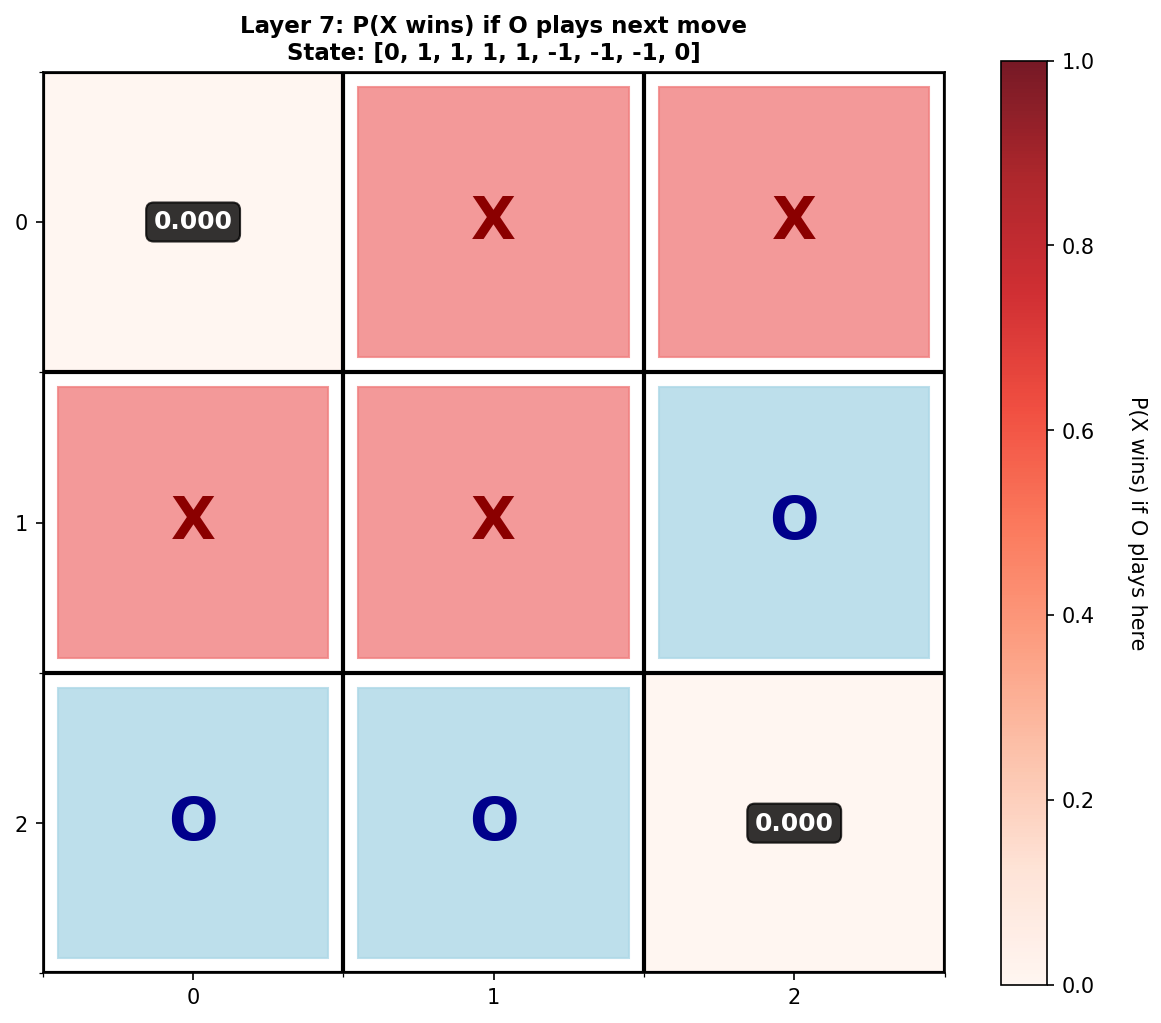 Layer 7: P(X wins) if O plays next move
State: [0, 1, 1, 1, 1, -1, -1, -1, 0]
0
0.000
X
X
1
X
X
O
2
O
O
0.000
0
1
2
1.0
0.8
0.6
0.4
0.2
0.0
P(X wins) if O plays here